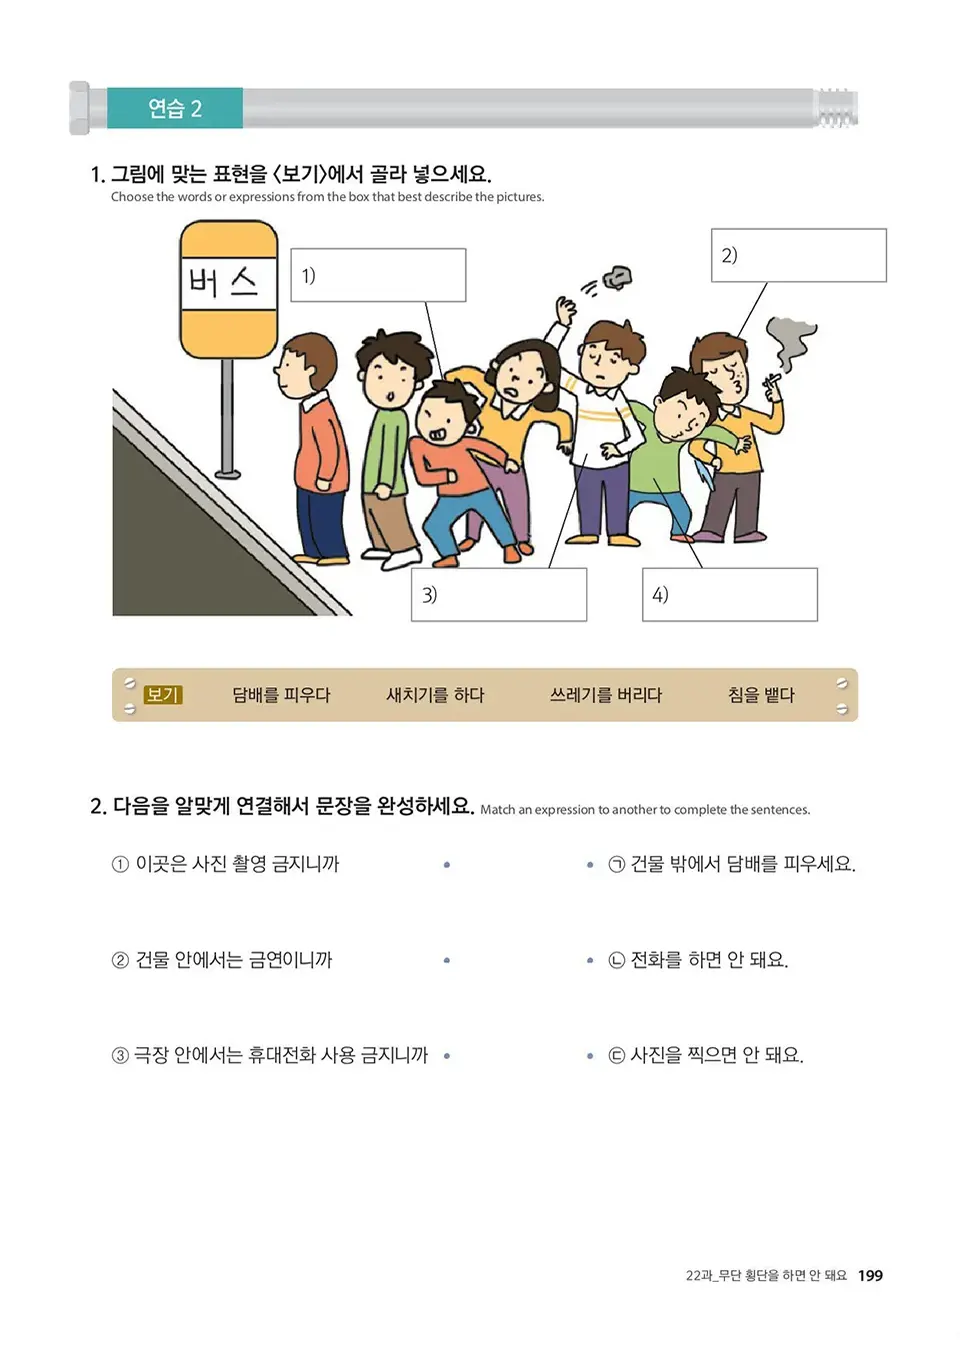 연습 2
1. 그림에 맞는 표현을 〈보기〉에서 골라 넣으세요.
Choose the words or expressions from the box that best describe the pictures.
버스
1)
2)
3)
4)
보기 담배를 피우다 새치기를 하다 쓰레기를 버리다 침을 뱉다
2. 다음을 알맞게 연결해서 문장을 완성하세요. Match an expression to another to complete the sentences.
① 이곳은 사진 촬영 금지니까 • • ㉠ 건물 밖에서 담배를 피우세요.
② 건물 안에서는 금연이니까 • • ㉡ 전화를 하면 안 돼요.
③ 극장 안에서는 휴대전화 사용 금지니까 • • ㉢ 사진을 찍으면 안 돼요.
22과_무단 횡단을 하면 안 돼요 199